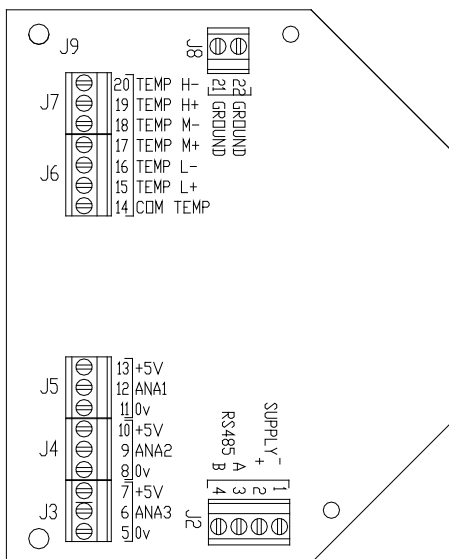 J9
J8
J7
20 TEMP H-
19 TEMP H+
18 TEMP M-
J6
17 TEMP M+
16 TEMP L-
15 TEMP L+
14 COM TEMP
21 GROUND
22 GROUND
J5
13 +5V
12 ANA1
11 0v
J4
10 +5V
9 ANA2
8 0v
J3
7 +5V
6 ANA3
5 0v
J2
SUPPLY - 1
+ 2
RS485 A 3
B 4